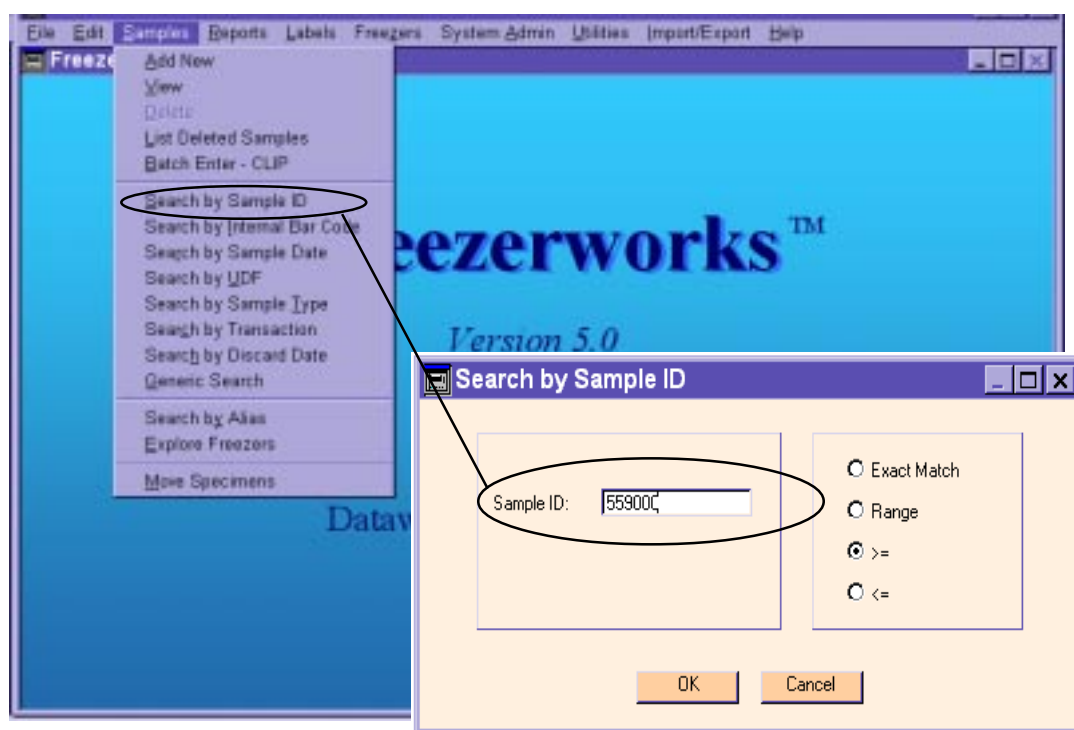 File Edit Samples Reports Labels Freezers System Admin Utilities Import/Export Help
Freeze
Add New
View
Delete
List Deleted Samples
Batch Enter - CLIP
Search by Sample ID
Search by Internal Bar Code
Search by Sample Date
Search by UDF
Search by Sample Type
Search by Transaction
Search by Discard Date
Generic Search
Search by Alias
Explore Freezers
Move Specimens
eezerworks™
Version 5.0
Dataw
Search by Sample ID
Sample ID: 559000
Exact Match
Range
>=
<=
OK Cancel